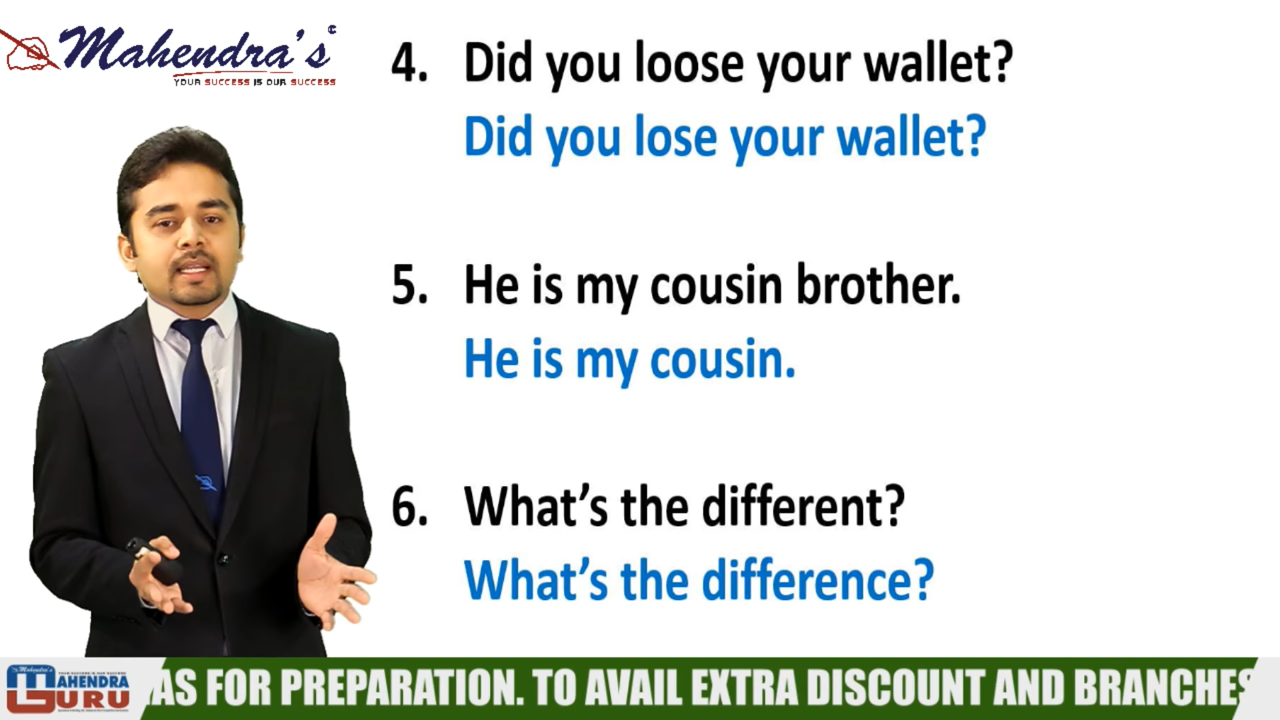 Mahendra's
YOUR SUCCESS IS OUR SUCCESS
4. Did you loose your wallet?
Did you lose your wallet?
5. He is my cousin brother.
He is my cousin.
6. What's the different?
What's the difference?
Mahendra's
MAHENDRA
GURU
AS FOR PREPARATION. TO AVAIL EXTRA DISCOUNT AND BRANCHES